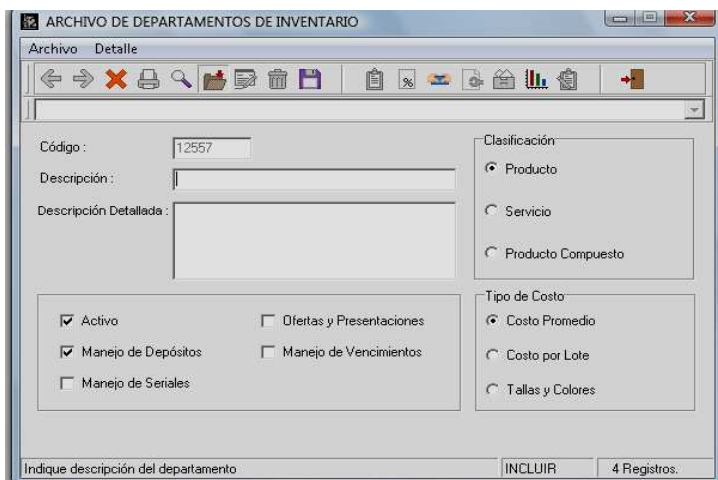 ARCHIVO DE DEPARTAMENTOS DE INVENTARIO
Archivo Detalle
Código : 12557
Descripción :
Descripción Detallada :
Clasificación
Producto
Servicio
Producto Compuesto
Activo Ofertas y Presentaciones
Manejo de Depósitos Manejo de Vencimientos
Manejo de Seriales
Tipo de Costo
Costo Promedio
Costo por Lote
Tallas y Colores
Indique descripción del departamento INCLUIR 4 Registros.